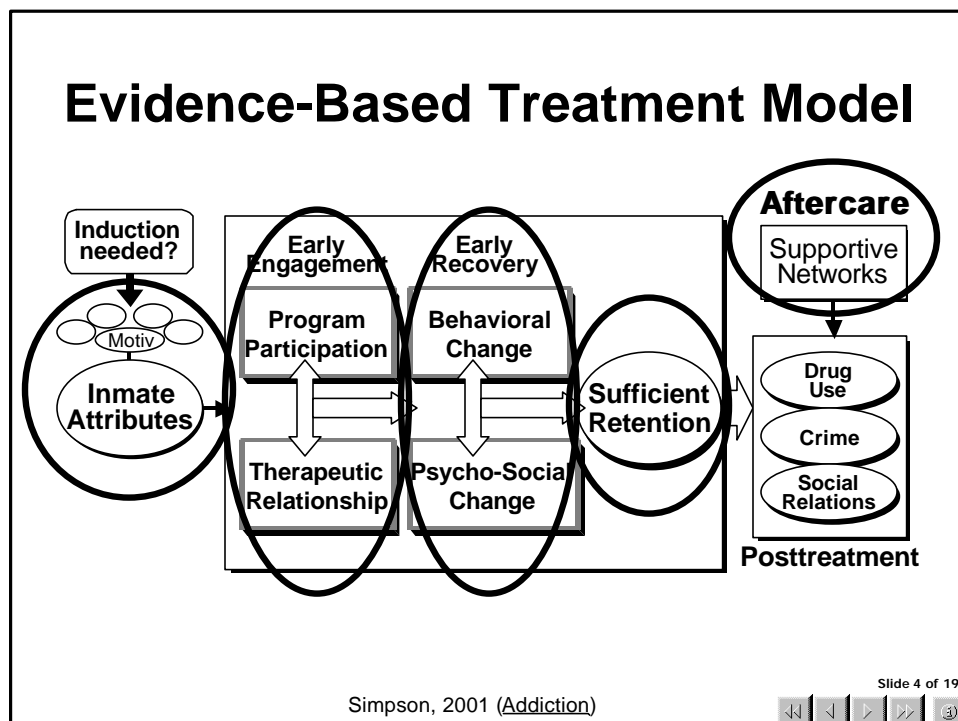 Evidence-Based Treatment Model
Induction
needed?
Motiv
Inmate
Attributes
Early
Engagement
Program
Participation
Therapeutic
Relationship
Early
Recovery
Behavioral
Change
Psycho-Social
Change
Sufficient
Retention
Aftercare
Supportive
Networks
Drug
Use
Crime
Social
Relations
Posttreatment
Simpson, 2001 (Addiction)
Slide 4 of 19